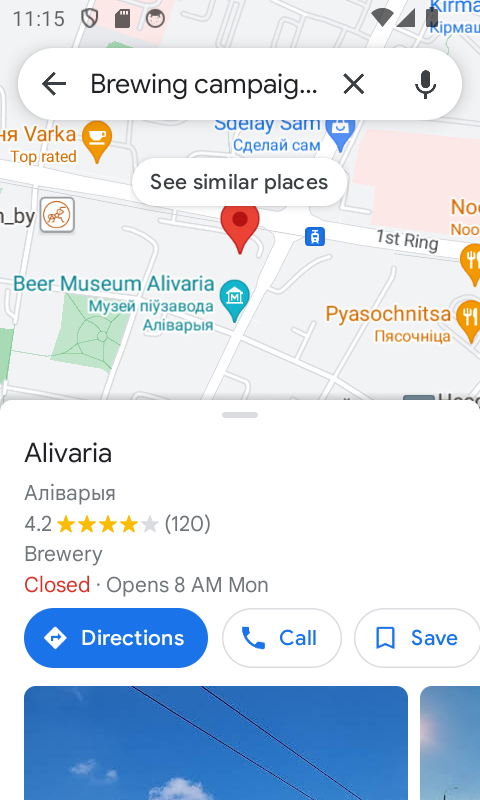 11:15
Kirma
Кірмаш
Brewing campaig...
ня Varka
Top rated
Sdelay Sam
Сделай сам
See similar places
n_by
Noo
1st Ring
Beer Museum Alivaria
Музей піўзавода
Аліварыя
Pyasochnitsa
Пясочніца
Alivaria
Аліварыя
4.2 (120)
Brewery
Closed · Opens 8 AM Mon
Directions
Call
Save